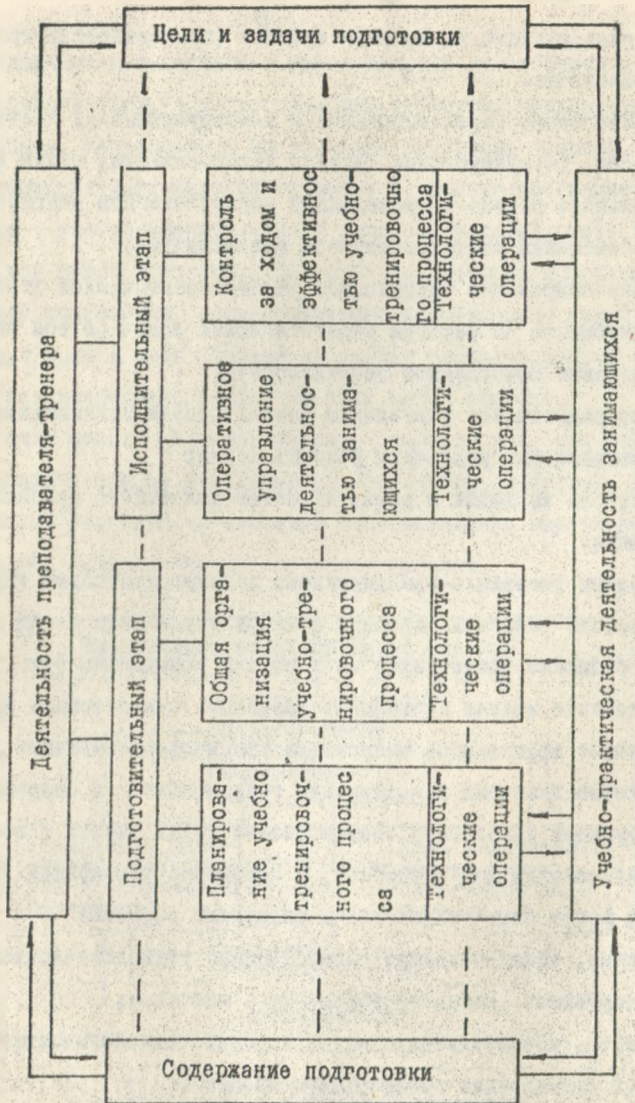 Цели и задачи подготовки
Деятельность преподавателя-тренера
Подготовительный этап
Исполнительный этап
Планирова-
ние учебно
тренировоч-
ного процес
са
Технологи-
ческие
операции
Общая орга-
низация
учебно-тре
нировочного
процесса
Технологи-
ческие
операции
Оперативное
управление
деятельнос-
тью занима-
ющихся
Технологи-
ческие
операции
Контроль
за ходом и
эффективнос
тью учебно-
тренировочно
го процесса
Технологи-
ческие
операции
Учебно-практическая деятельность занимающихся
Содержание подготовки